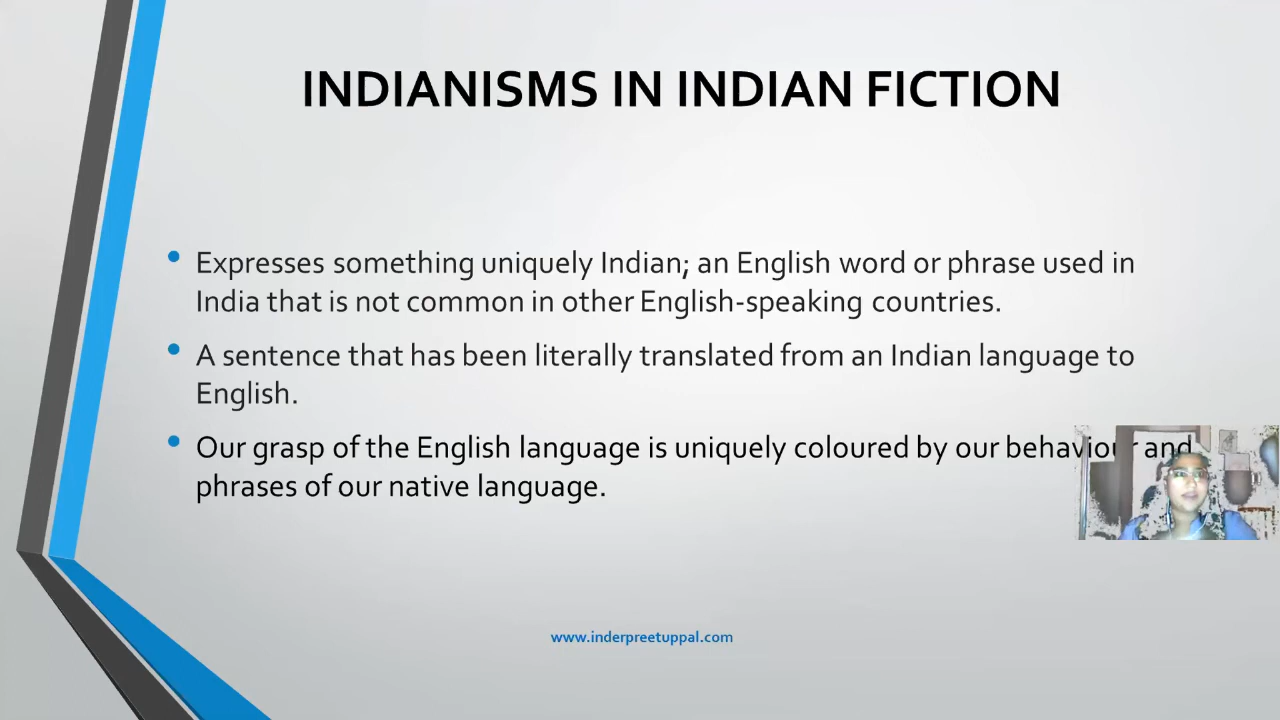 INDIANISMS IN INDIAN FICTION
Expresses something uniquely Indian; an English word or phrase used in
India that is not common in other English-speaking countries.
A sentence that has been literally translated from an Indian language to
English.
Our grasp of the English language is uniquely coloured by our behaviour and
phrases of our native language.
www.inderpreetuppal.com